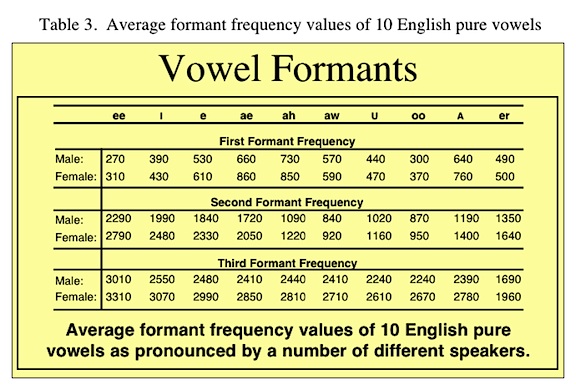 Table 3. Average formant frequency values of 10 English pure vowels
Vowel Formants
ee I e ae ah aw U oo A er
First Formant Frequency
Male: 270 390 530 660 730 570 440 300 640 490
Female: 310 430 610 860 850 590 470 370 760 500
Second Formant Frequency
Male: 2290 1990 1840 1720 1090 840 1020 870 1190 1350
Female: 2790 2480 2330 2050 1220 920 1160 950 1400 1640
Third Formant Frequency
Male: 3010 2550 2480 2410 2440 2410 2240 2240 2390 1690
Female: 3310 3070 2990 2850 2810 2710 2610 2670 2780 1960
Average formant frequency values of 10 English pure
vowels as pronounced by a number of different speakers.